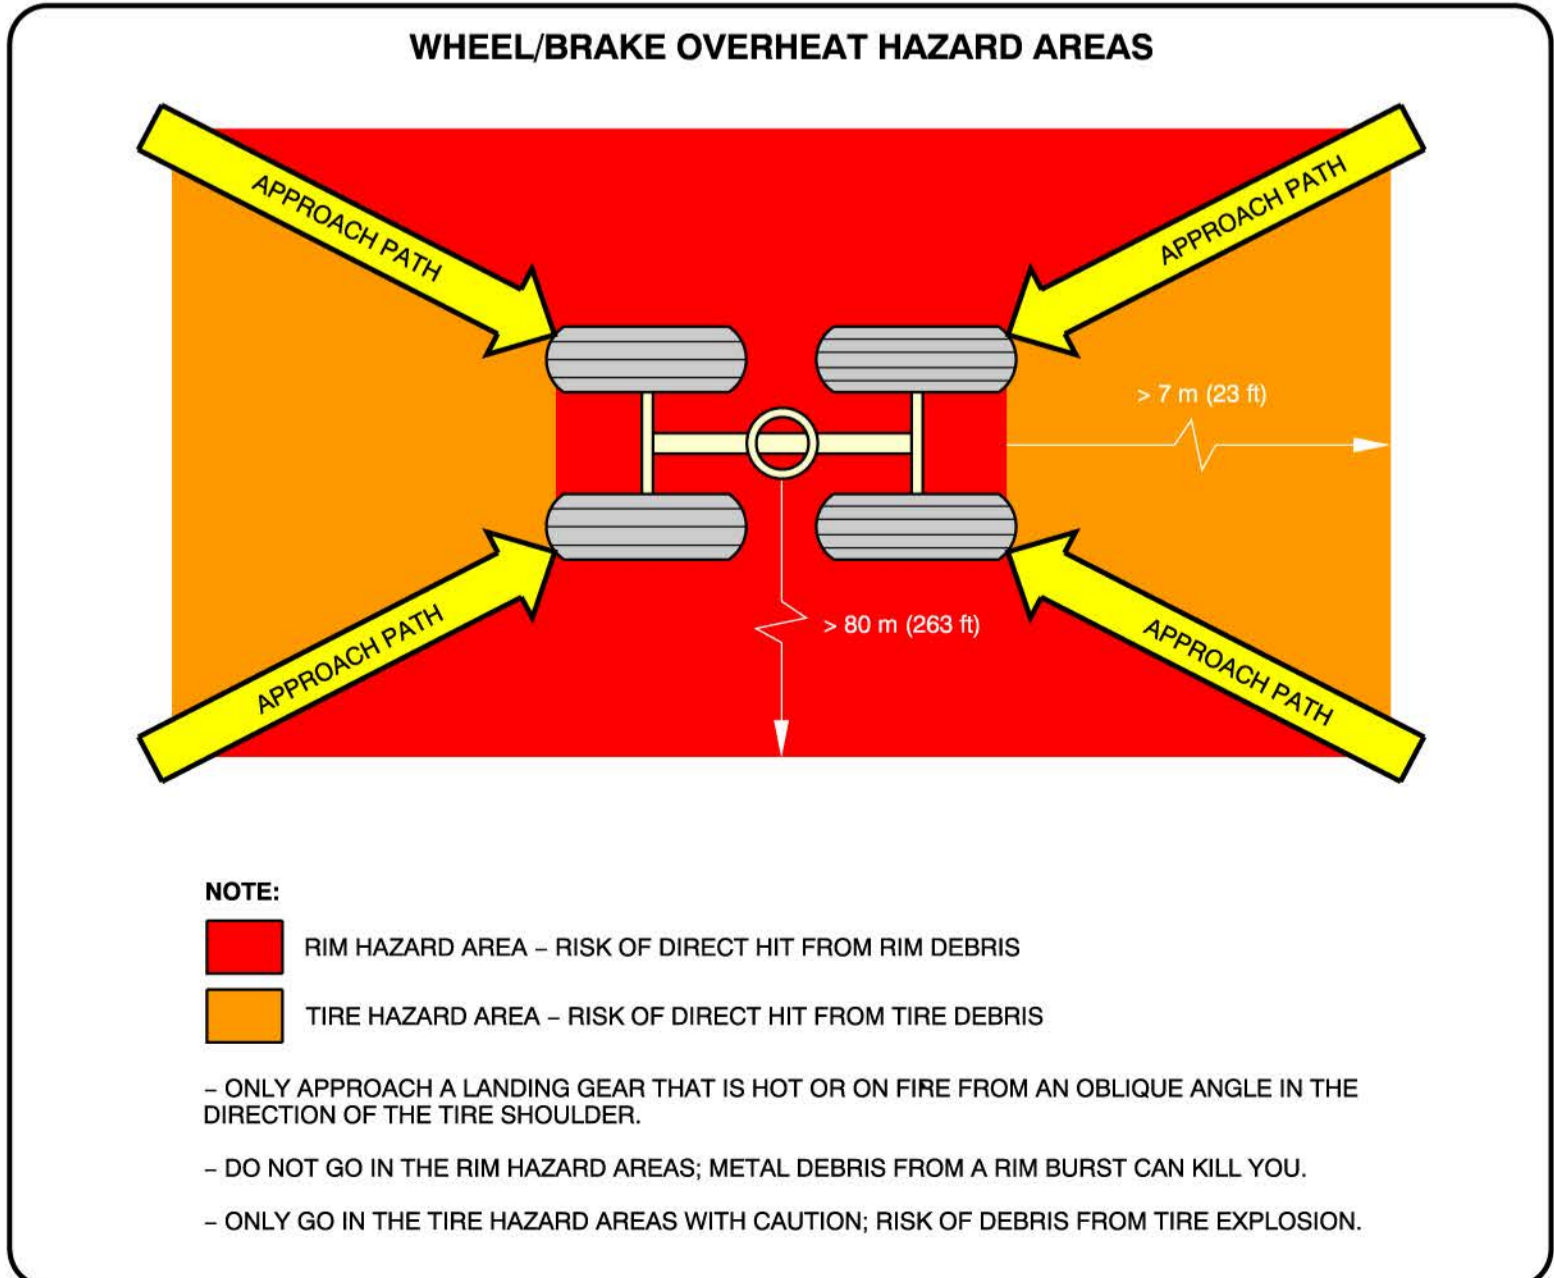 WHEEL/BRAKE OVERHEAT HAZARD AREAS
APPROACH PATH
APPROACH PATH
> 7 m (23 ft)
> 80 m (263 ft)
APPROACH PATH
APPROACH PATH
NOTE:
RIM HAZARD AREA – RISK OF DIRECT HIT FROM RIM DEBRIS
TIRE HAZARD AREA – RISK OF DIRECT HIT FROM TIRE DEBRIS
– ONLY APPROACH A LANDING GEAR THAT IS HOT OR ON FIRE FROM AN OBLIQUE ANGLE IN THE
DIRECTION OF THE TIRE SHOULDER.
– DO NOT GO IN THE RIM HAZARD AREAS; METAL DEBRIS FROM A RIM BURST CAN KILL YOU.
– ONLY GO IN THE TIRE HAZARD AREAS WITH CAUTION; RISK OF DEBRIS FROM TIRE EXPLOSION.